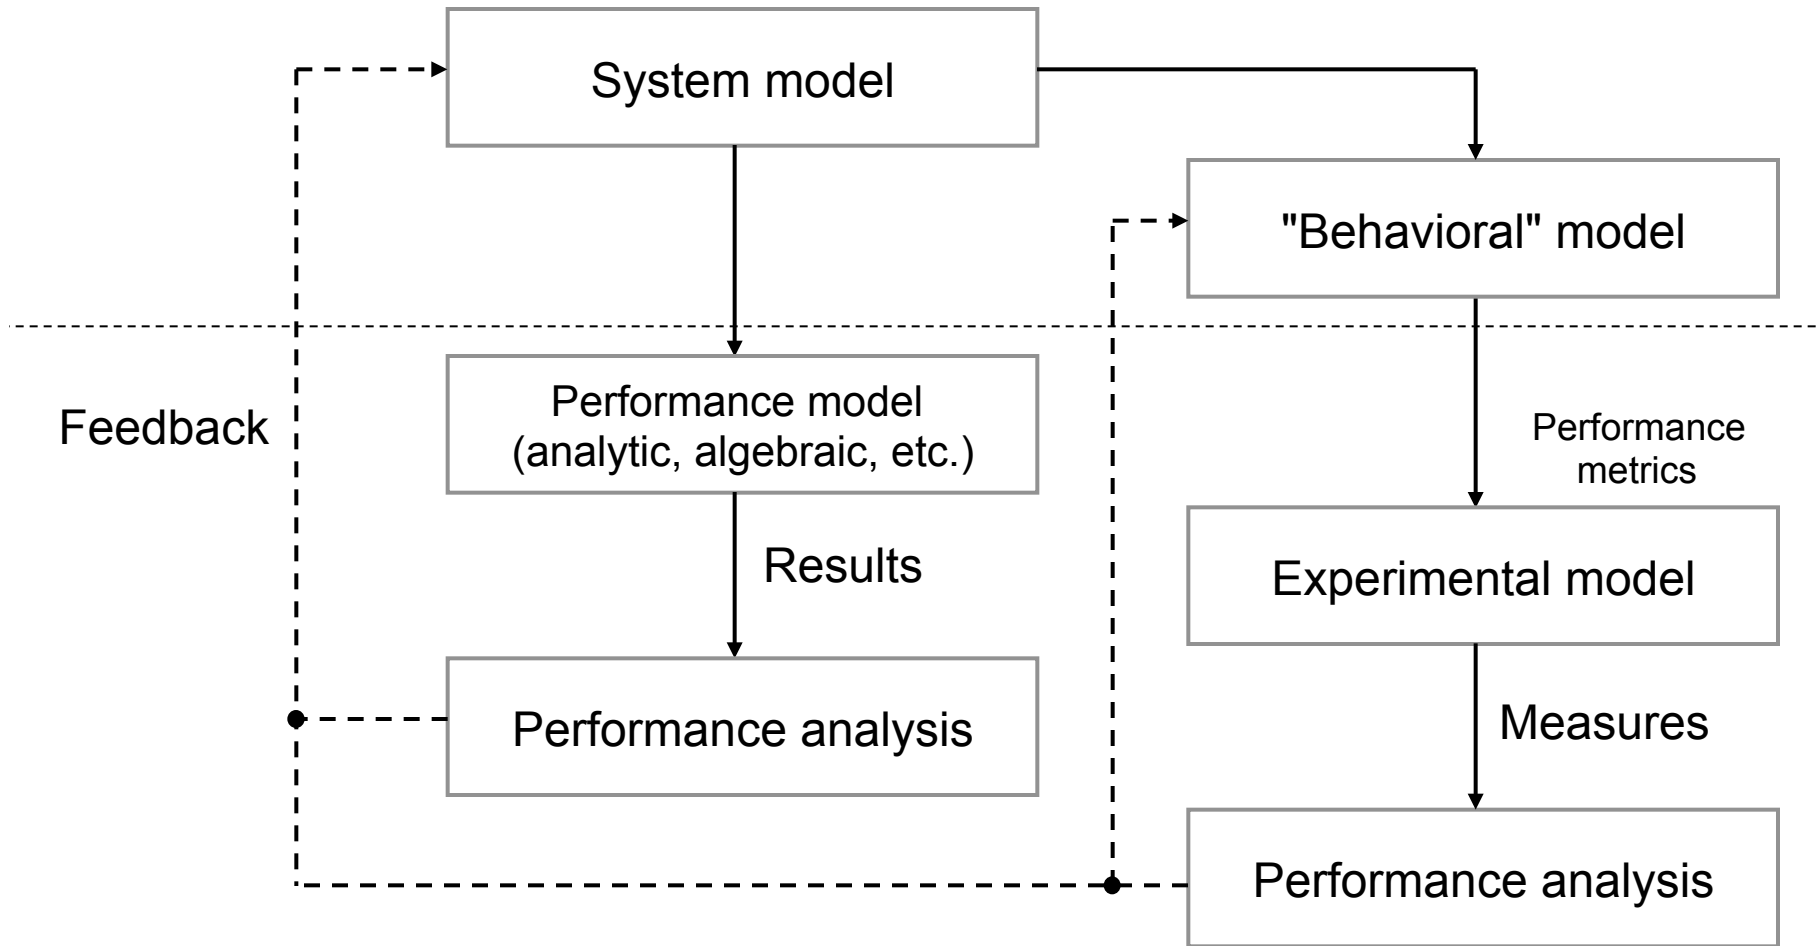 System model
"Behavioral" model
Feedback
Performance model
(analytic, algebraic, etc.)
Performance
metrics
Results
Experimental model
Performance analysis
Measures
Performance analysis